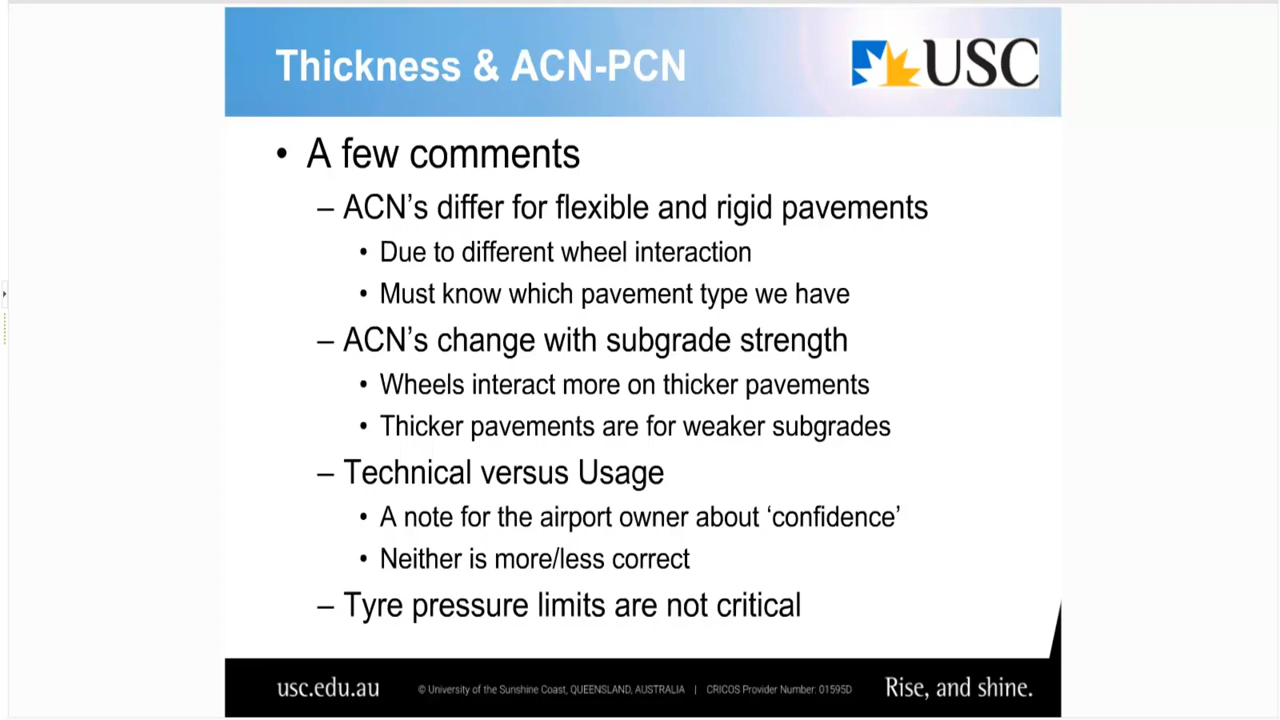 Thickness & ACN-PCN
USC
• A few comments
– ACN’s differ for flexible and rigid pavements
• Due to different wheel interaction
• Must know which pavement type we have
– ACN’s change with subgrade strength
• Wheels interact more on thicker pavements
• Thicker pavements are for weaker subgrades
– Technical versus Usage
• A note for the airport owner about ‘confidence’
• Neither is more/less correct
– Tyre pressure limits are not critical
usc.edu.au
© University of the Sunshine Coast, QUEENSLAND, AUSTRALIA | CRICOS Provider Number: 01595D
Rise, and shine.